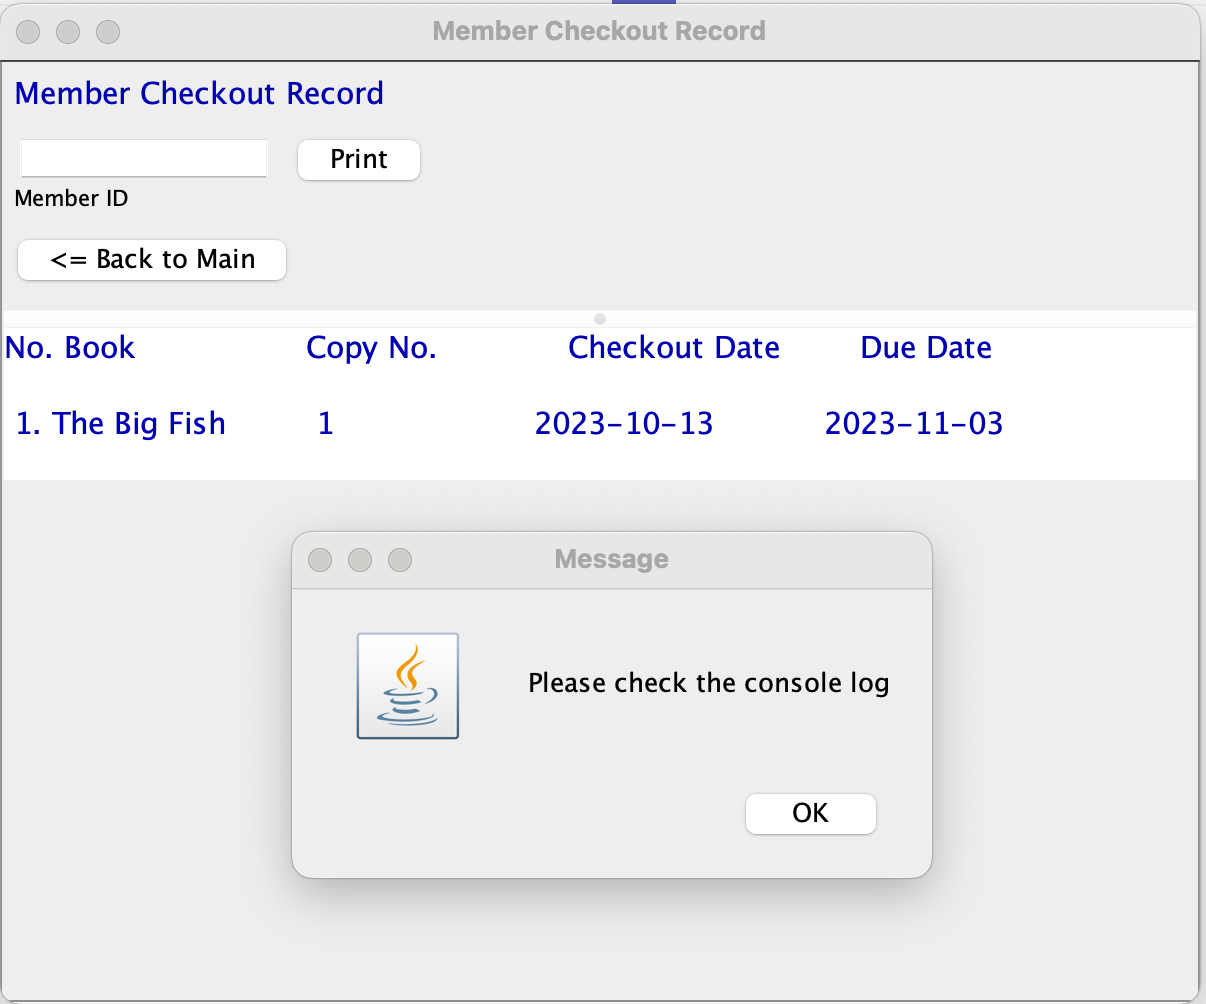 Member Checkout Record
Member Checkout Record
Print
Member ID
<= Back to Main
No. Book Copy No. Checkout Date Due Date
1. The Big Fish 1 2023-10-13 2023-11-03
Message
Please check the console log
OK